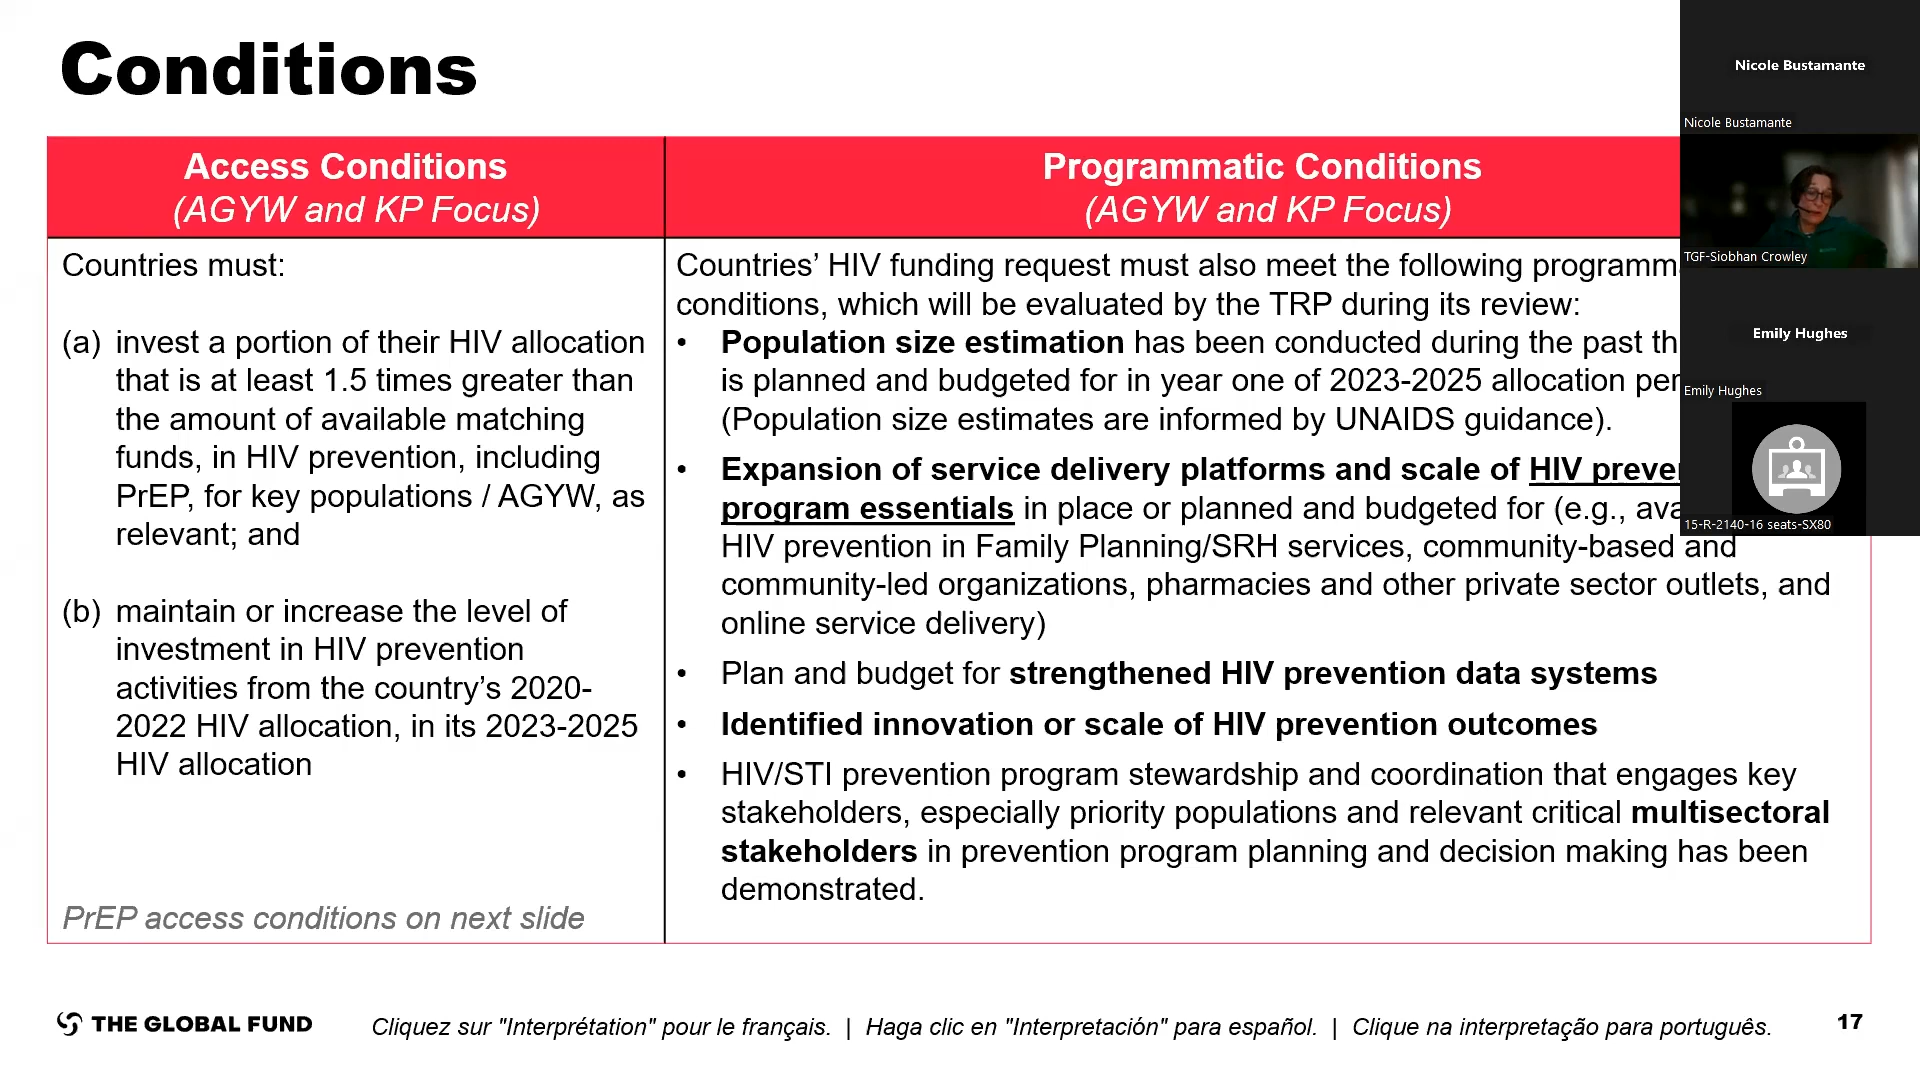 Conditions
Access Conditions
(AGYW and KP Focus)
Countries must:
(a) invest a portion of their HIV allocation
that is at least 1.5 times greater than
the amount of available matching
funds, in HIV prevention, including
PrEP, for key populations / AGYW, as
relevant; and
(b) maintain or increase the level of
investment in HIV prevention
activities from the country’s 2020-
2022 HIV allocation, in its 2023-2025
HIV allocation
PrEP access conditions on next slide
Programmatic Conditions
(AGYW and KP Focus)
Countries’ HIV funding request must also meet the following
conditions, which will be evaluated by the TRP during its review:
• Population size estimation has been conducted during the past
is planned and budgeted for in year one of 2023-2025 allocation
(Population size estimates are informed by UNAIDS guidance).
• Expansion of service delivery platforms and scale of HIV
program essentials in place or planned and budgeted for (e.g.,
HIV prevention in Family Planning/SRH services, community-based and
community-led organizations, pharmacies and other private sector outlets, and
online service delivery)
• Plan and budget for strengthened HIV prevention data systems
• Identified innovation or scale of HIV prevention outcomes
• HIV/STI prevention program stewardship and coordination that engages key
stakeholders, especially priority populations and relevant critical multisectoral
stakeholders in prevention program planning and decision making has been
demonstrated.
Nicole Bustamante
Nicole Bustamante
TGF-Siobhan Crowley
Emily Hughes
Emily Hughes
15-R-2140-16 seats-SX80
THE GLOBAL FUND
Cliquez sur "Interprétation" pour le français. | Haga clic en "Interpretación" para español. | Clique na interpretação para português.
17